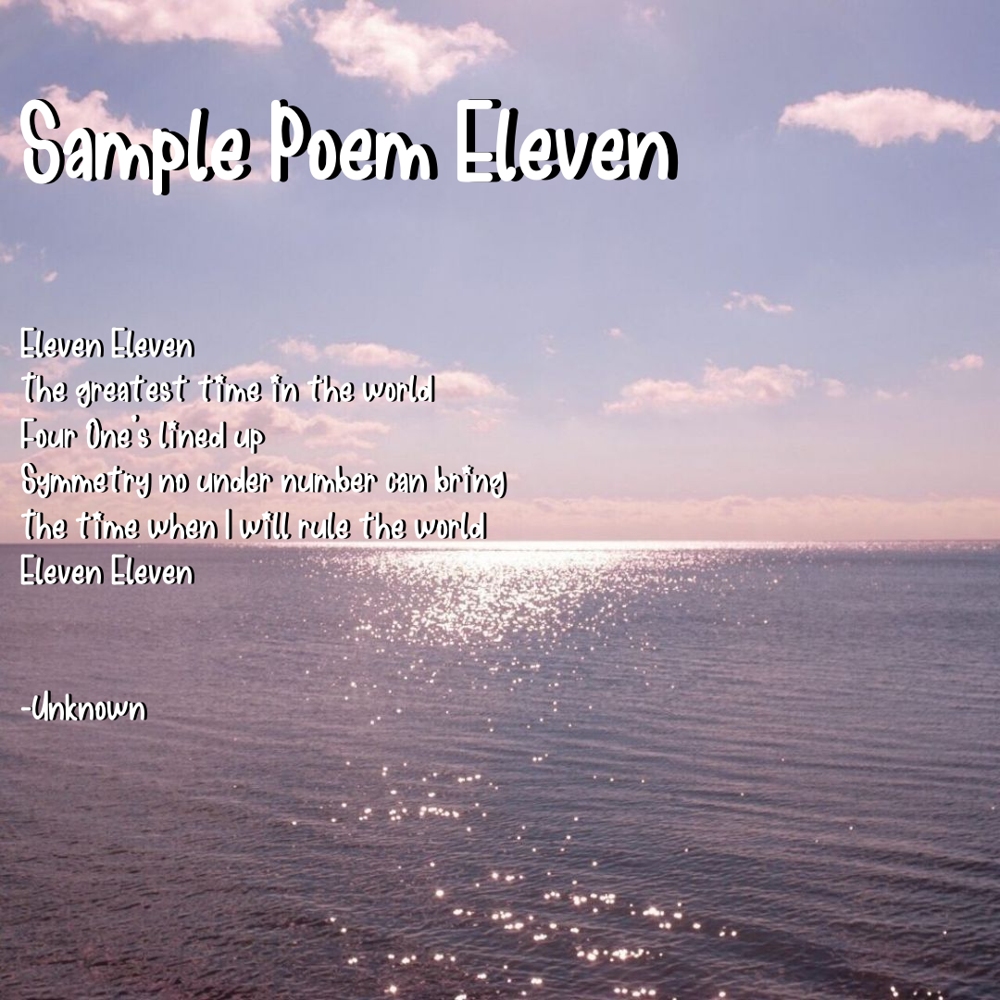 Sample Poem Eleven
Eleven Eleven
The greatest time in the world
Four One's lined up
Symmetry no under number can bring
The time when I will rule the world
Eleven Eleven
-Unknown